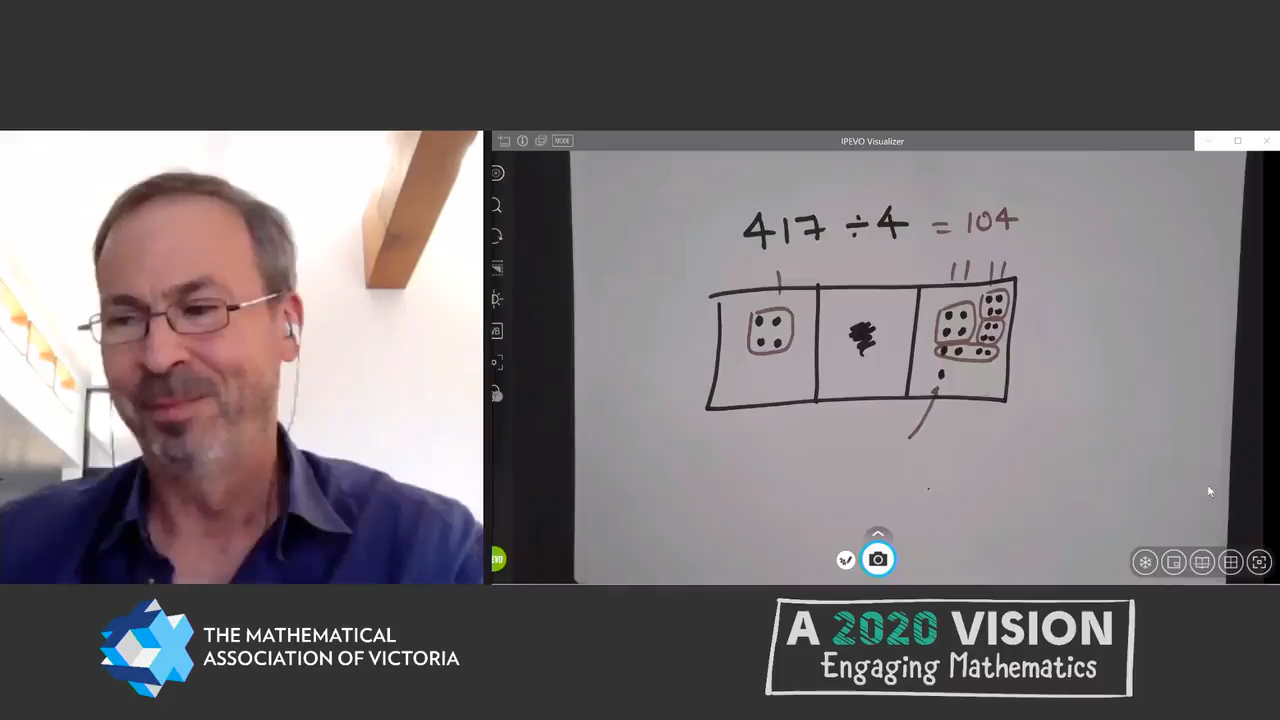 MODE
IPEVO Visualizer
417 ÷ 4 = 104
THE MATHEMATICAL
ASSOCIATION OF VICTORIA
A 2020 VISION
Engaging Mathematics